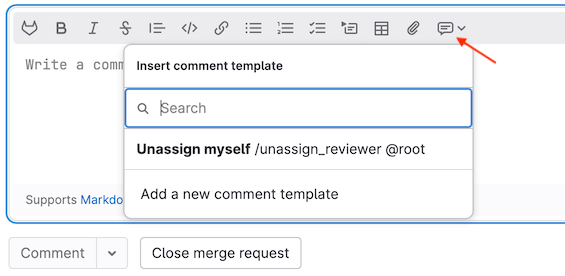 Write a comm
Insert comment template
Search
Unassign myself /unassign_reviewer @root
Add a new comment template
Supports Markdo
Comment
Close merge request